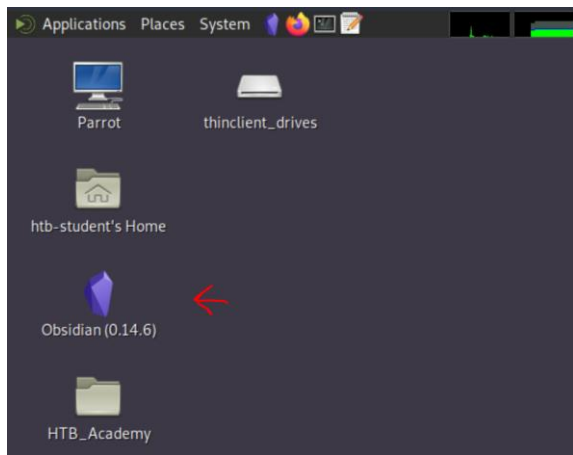 Applications Places System
Parrot
thinclient_drives
htb-student's Home
Obsidian (0.14.6)
HTB_Academy